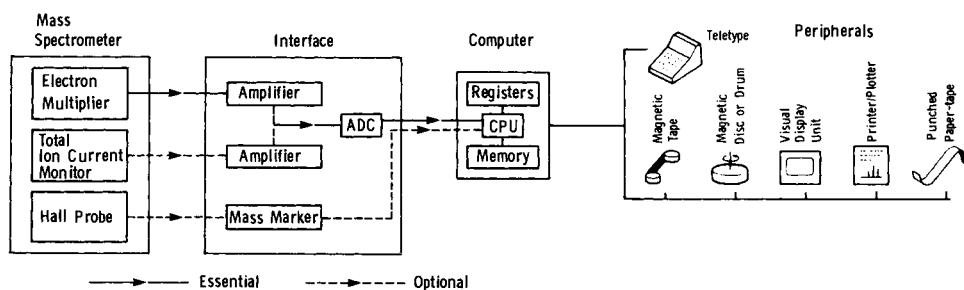 Mass
Spectrometer
Interface
Computer
Peripherals
Teletype
Electron
Multiplier
Amplifier
Registers
ADC
CPU
Total
Ion Current
Monitor
Amplifier
Memory
Hall Probe
Mass Marker
Magnetic
Tape
Magnetic
Disc or Drum
Visual
Display
Unit
Printer/Plotter
Punched
Paper-tape
Essential
Optional